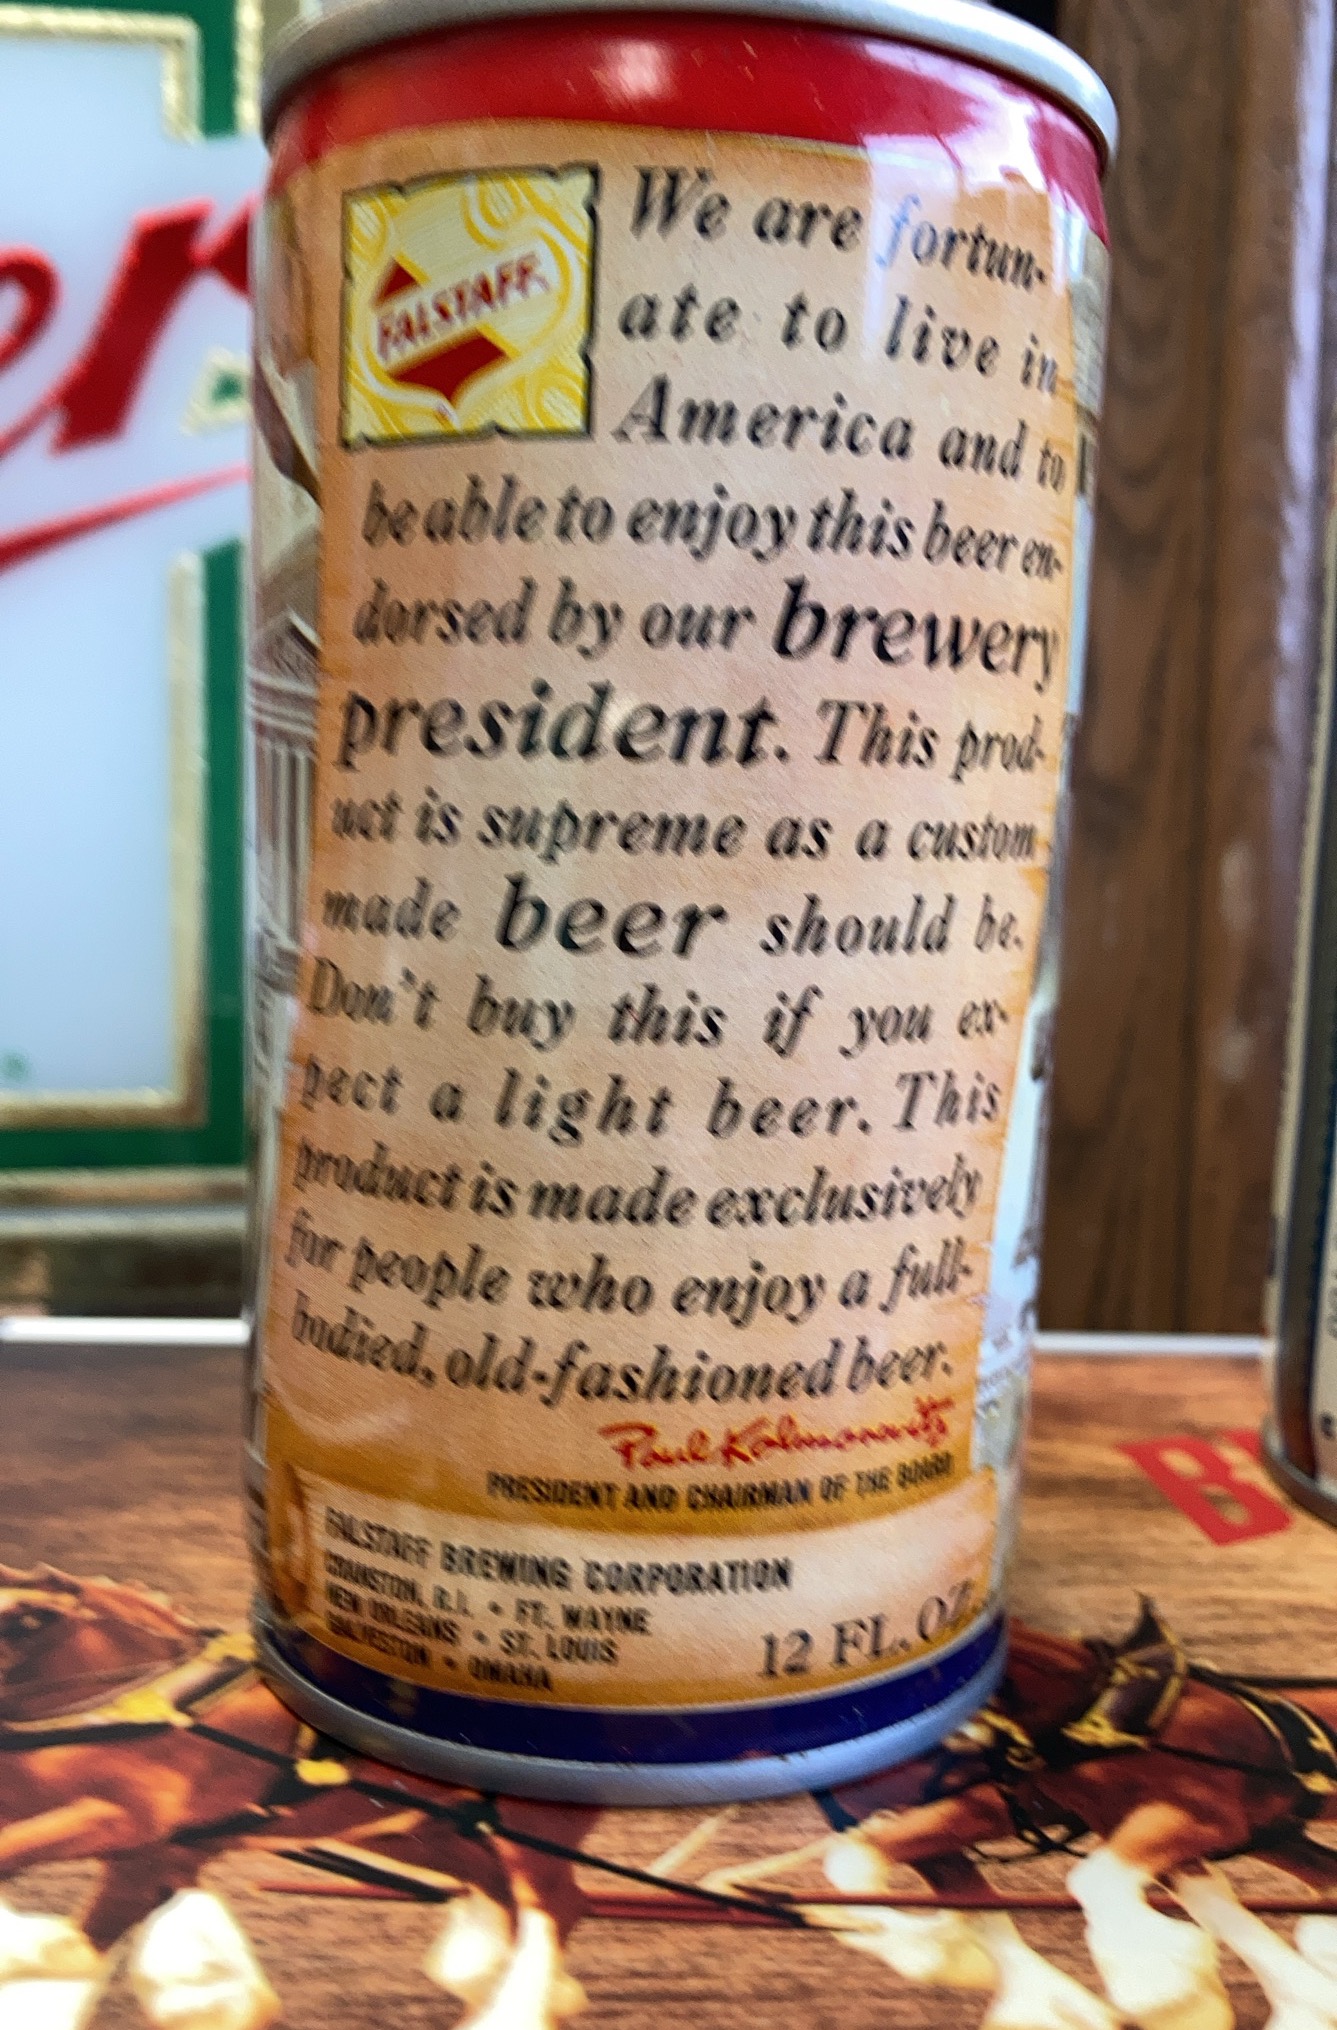 er
FALSTAFF
We are fortun-
ate to live in
America and to
be able to enjoy this beer en-
dorsed by our brewery
president. This prod-
uct is supreme as a custom
made beer should be.
Don't buy this if you ex-
pect a light beer. This
product is made exclusively
for people who enjoy a full-
bodied, old-fashioned beer.
Paul Kalmanovitz
PRESIDENT AND CHAIRMAN OF THE BOARD
FALSTAFF BREWING CORPORATION
CRANSTON, R.I. • FT. WAYNE
NEW ORLEANS • ST. LOUIS
GALVESTON • OMAHA
12 FL. OZ.
B